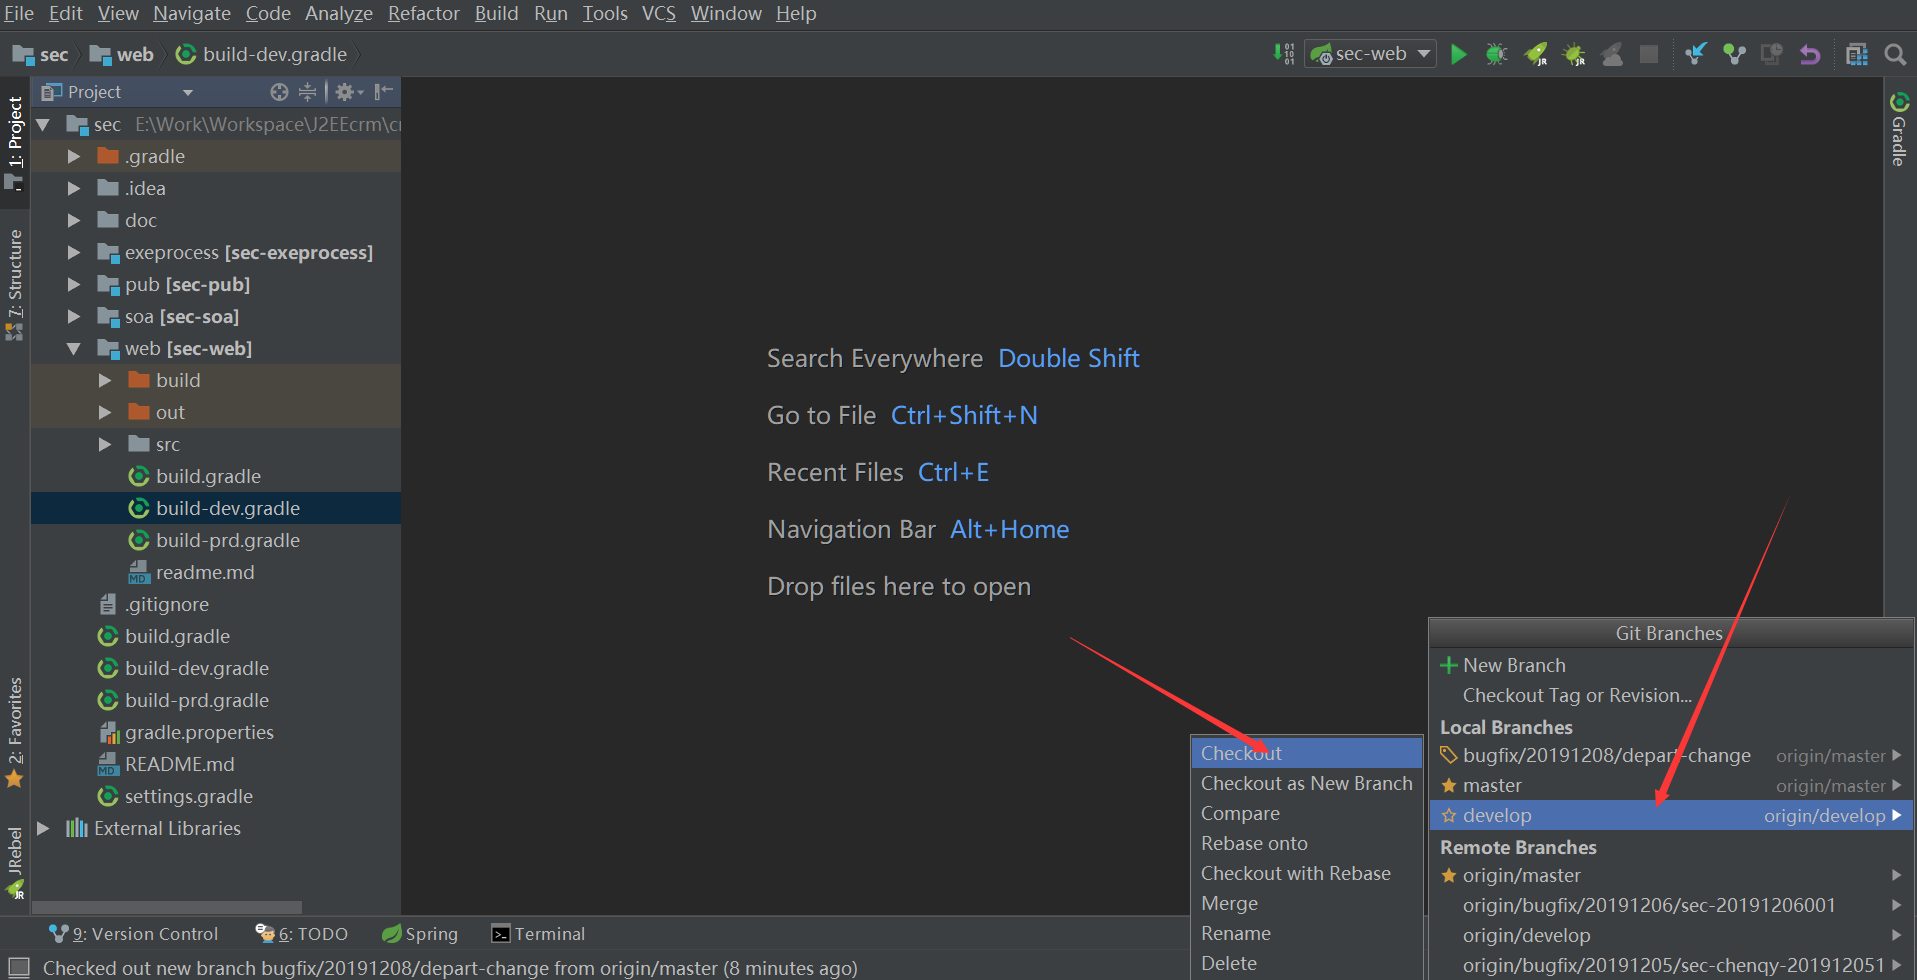 File Edit View Navigate Code Analyze Refactor Build Run Tools VCS Window Help
sec web build-dev.gradle
sec-web
Project
1: Project
7: Structure
2: Favorites
JRebel
Gradle
sec E:\Work\Workspace\J2EEcrm\cr
.gradle
.idea
doc
exeprocess [sec-exeprocess]
pub [sec-pub]
soa [sec-soa]
web [sec-web]
build
out
src
build.gradle
build-dev.gradle
build-prd.gradle
readme.md
.gitignore
build.gradle
build-dev.gradle
build-prd.gradle
gradle.properties
README.md
settings.gradle
External Libraries
Search Everywhere Double Shift
Go to File Ctrl+Shift+N
Recent Files Ctrl+E
Navigation Bar Alt+Home
Drop files here to open
Checkout
Checkout as New Branch
Compare
Rebase onto
Checkout with Rebase
Merge
Rename
Delete
Git Branches
New Branch
Checkout Tag or Revision...
Local Branches
bugfix/20191208/depart-change origin/master
master origin/master
develop origin/develop
Remote Branches
origin/master
origin/bugfix/20191206/sec-20191206001
origin/develop
origin/bugfix/20191205/sec-chenqy-201912051
9: Version Control 6: TODO Spring Terminal
Checked out new branch bugfix/20191208/depart-change from origin/master (8 minutes ago)